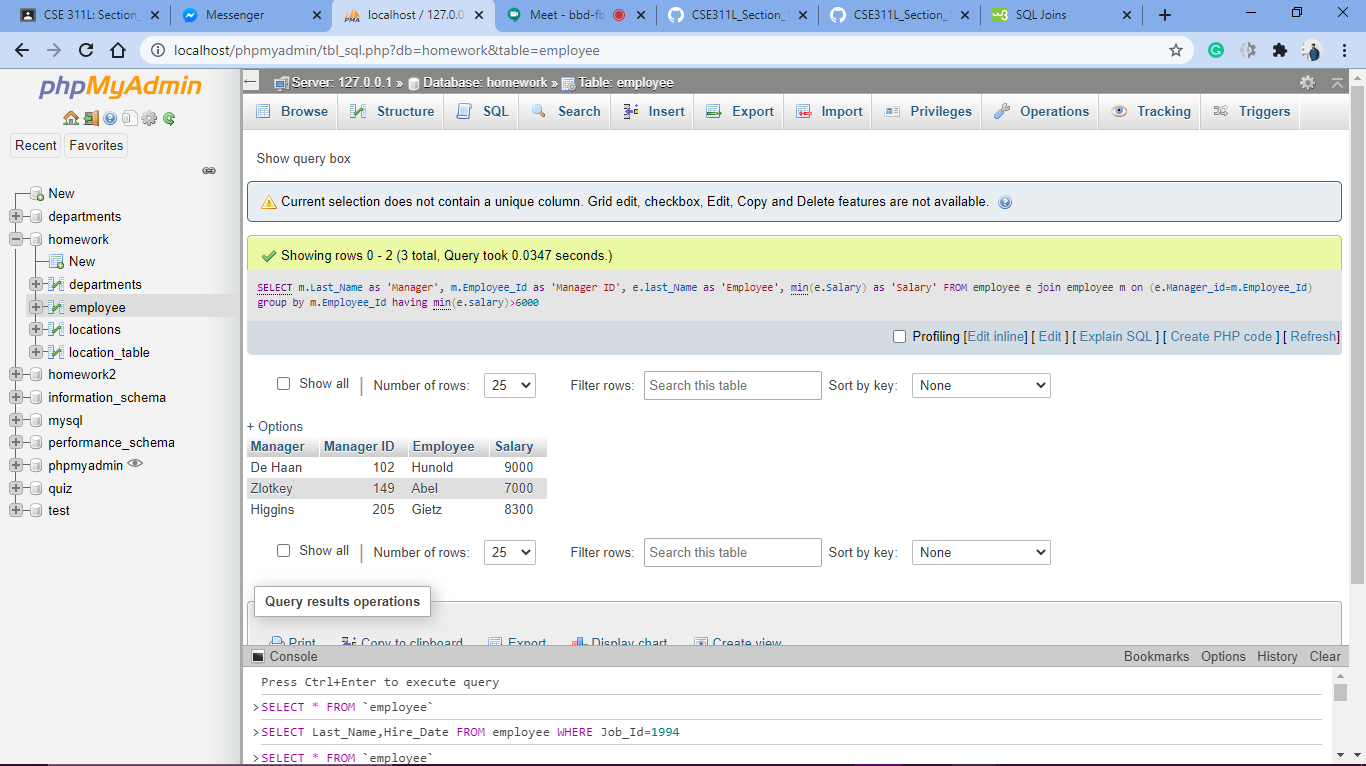 CSE 311L: Section_
Messenger
localhost / 127.0.0
Meet - bbd-fb
CSE311L_Section_
CSE311L_Section_
SQL Joins
localhost/phpmyadmin/tbl_sql.php?db=homework&table=employee
phpMyAdmin
Recent Favorites
New
departments
homework
New
departments
employee
locations
location_table
homework2
information_schema
mysql
performance_schema
phpmyadmin
quiz
test
Server: 127.0.0.1 » Database: homework » Table: employee
Browse Structure SQL Search Insert Export Import Privileges Operations Tracking Triggers
Show query box
Current selection does not contain a unique column. Grid edit, checkbox, Edit, Copy and Delete features are not available.
Showing rows 0 - 2 (3 total, Query took 0.0347 seconds.)
SELECT m.Last_Name as 'Manager', m.Employee_Id as 'Manager ID', e.last_Name as 'Employee', min(e.Salary) as 'Salary' FROM employee e join employee m on (e.Manager_id=m.Employee_Id)
group by m.Employee_Id having min(e.salary)>6000
Profiling [Edit inline] [ Edit ] [ Explain SQL ] [ Create PHP code ] [ Refresh]
Show all | Number of rows: 25 Filter rows: Search this table Sort by key: None
+ Options
Manager Manager ID Employee Salary
De Haan 102 Hunold 9000
Zlotkey 149 Abel 7000
Higgins 205 Gietz 8300
Show all | Number of rows: 25 Filter rows: Search this table Sort by key: None
Query results operations
Print Copy to clipboard Export Display chart Create view
Console Bookmarks Options History Clear
Press Ctrl+Enter to execute query
>SELECT * FROM `employee`
>SELECT Last_Name,Hire_Date FROM employee WHERE Job_Id=1994
>SELECT * FROM `employee`